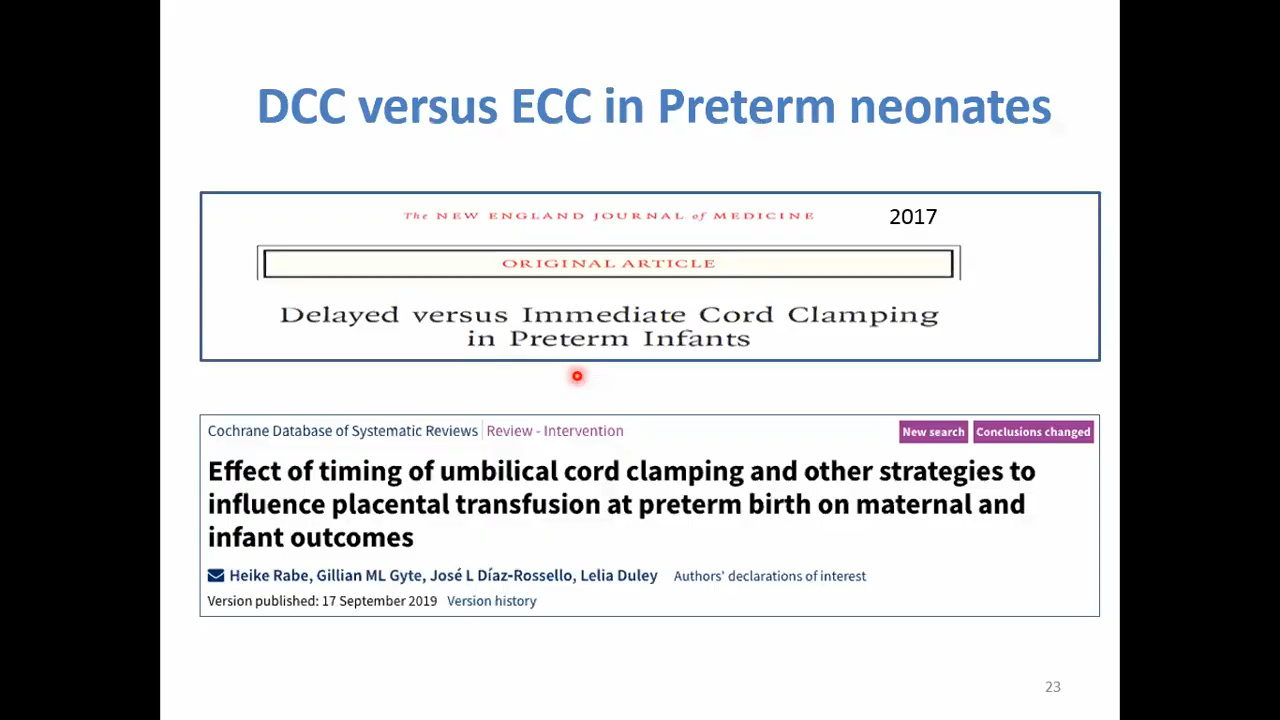 DCC versus ECC in Preterm neonates
The NEW ENGLAND JOURNAL of MEDICINE 2017
ORIGINAL ARTICLE
Delayed versus Immediate Cord Clamping
in Preterm Infants
Cochrane Database of Systematic Reviews Review - Intervention New search Conclusions changed
Effect of timing of umbilical cord clamping and other strategies to
influence placental transfusion at preterm birth on maternal and
infant outcomes
Heike Rabe, Gillian ML Gyte, José L Díaz-Rossello, Lelia Duley Authors' declarations of interest
Version published: 17 September 2019 Version history
23